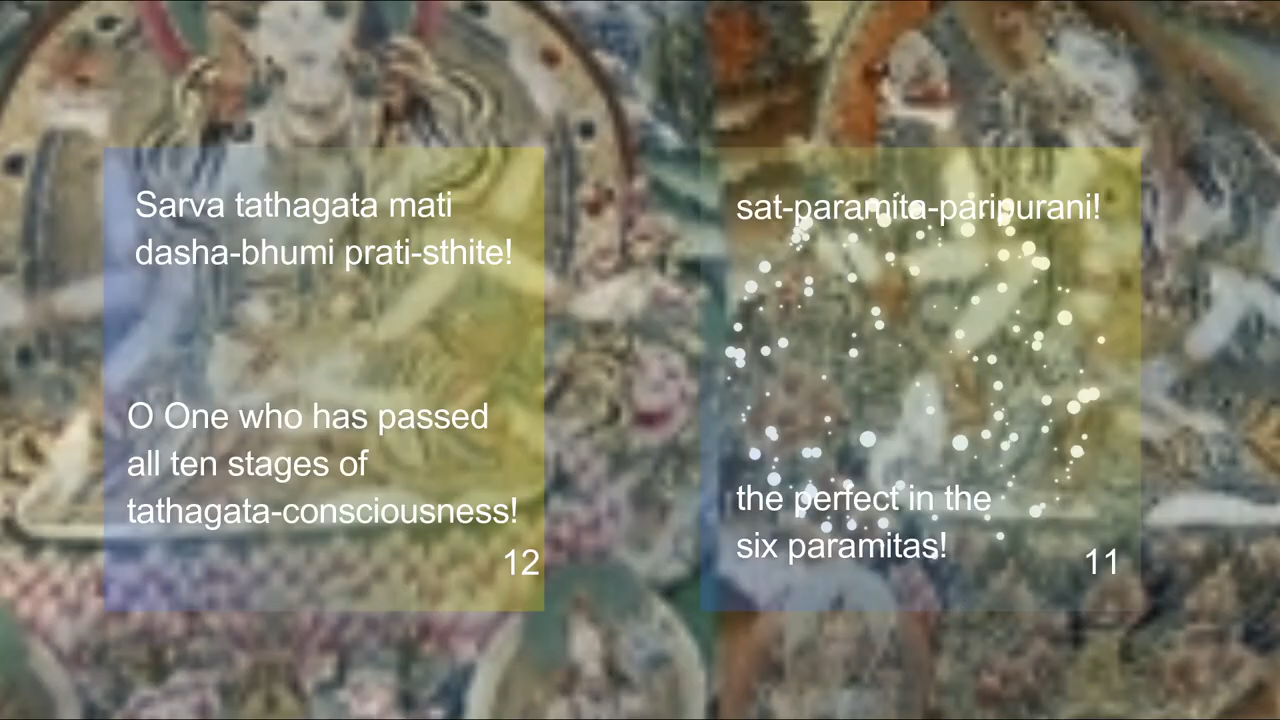 Sarva tathagata mati
dasha-bhumi prati-sthite!
O One who has passed
all ten stages of
tathagata-consciousness!
12
sat-paramita-paripurani!
the perfect in the
six paramitas!
11